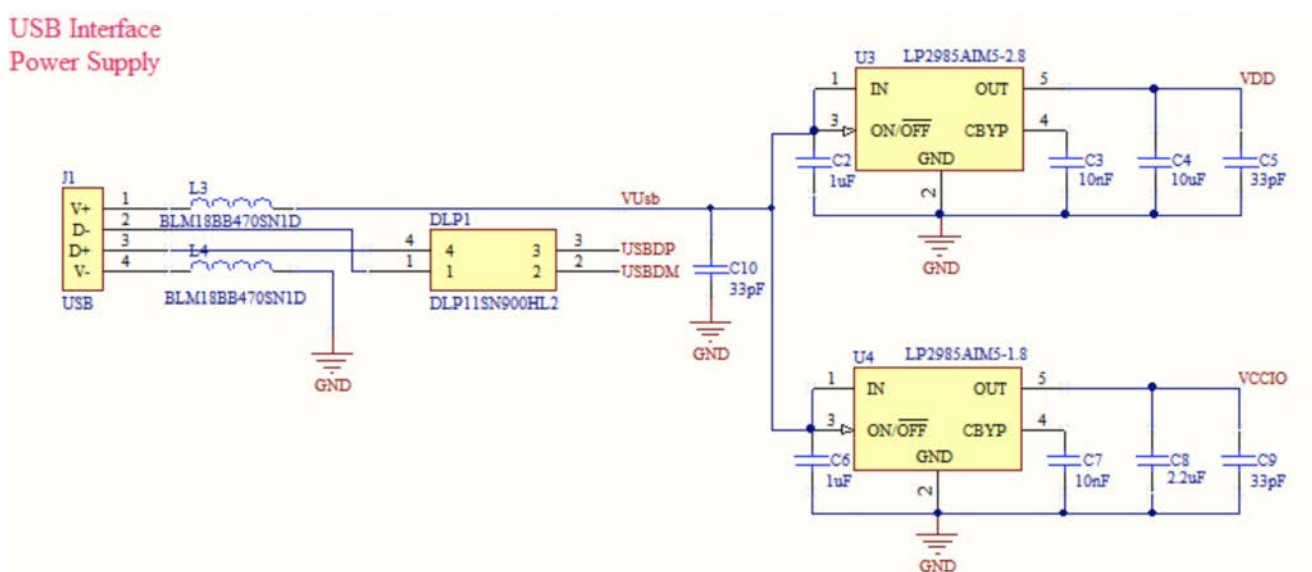 USB Interface
Power Supply
J1
V+
D-
D+
V-
USB
1
2
3
4
L3
BLM18BB470SN1D
L4
BLM18BB470SN1D
GND
DLP1
4
1
4
1
3
2
3
2
DLP11SN900HL2
USBDP
USBDM
VUsb
C10
33pF
GND
U3
LP2985AIM5-2.8
1
3
IN
ON/OFF
OUT
CBYP
GND
5
4
2
C2
1uF
C3
10nF
C4
10uF
C5
33pF
VDD
GND
U4
LP2985AIM5-1.8
1
3
IN
ON/OFF
OUT
CBYP
GND
5
4
2
C6
1uF
C7
10nF
C8
2.2uF
C9
33pF
VCCIO
GND